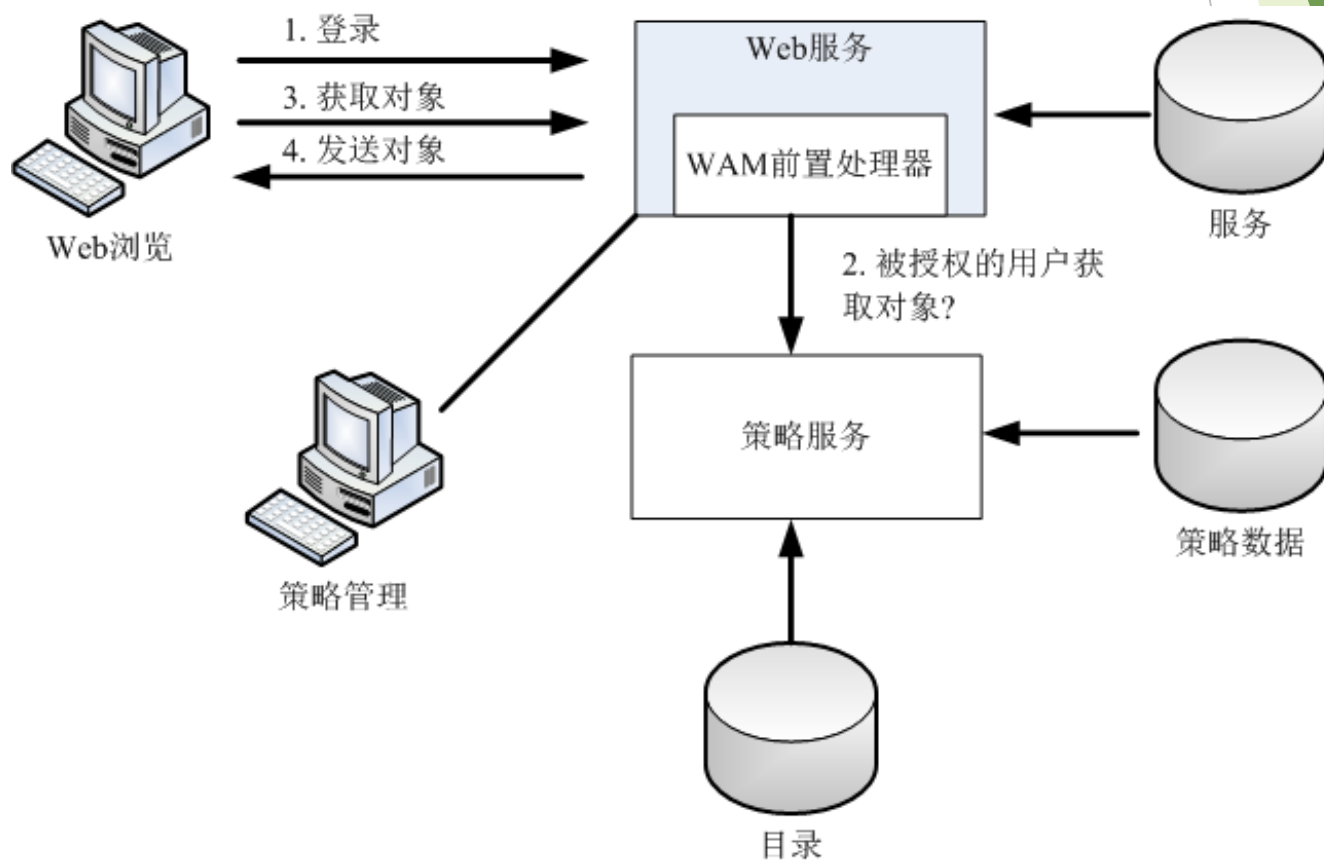 1. 登录
3. 获取对象
4. 发送对象
Web浏览
Web服务
WAM前置处理器
服务
2. 被授权的用户获
取对象?
策略服务
策略数据
策略管理
目录